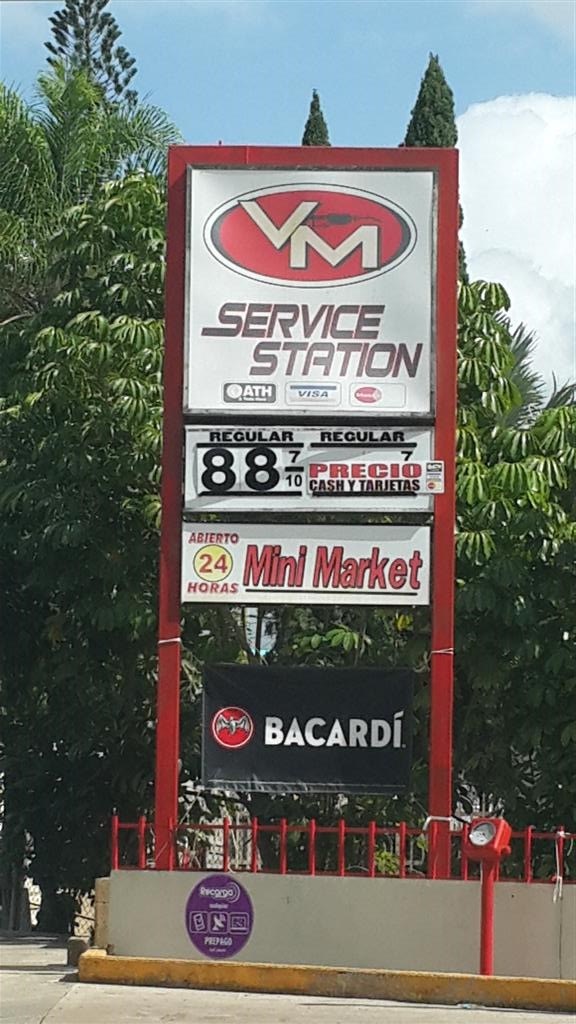 VM
SERVICE
STATION
ATH VISA
REGULAR REGULAR
88 7/10 7
PRECIO
CASH Y TARJETAS
ABIERTO
24
HORAS
Mini Market
BACARDÍ
Recarga
PREPAGO